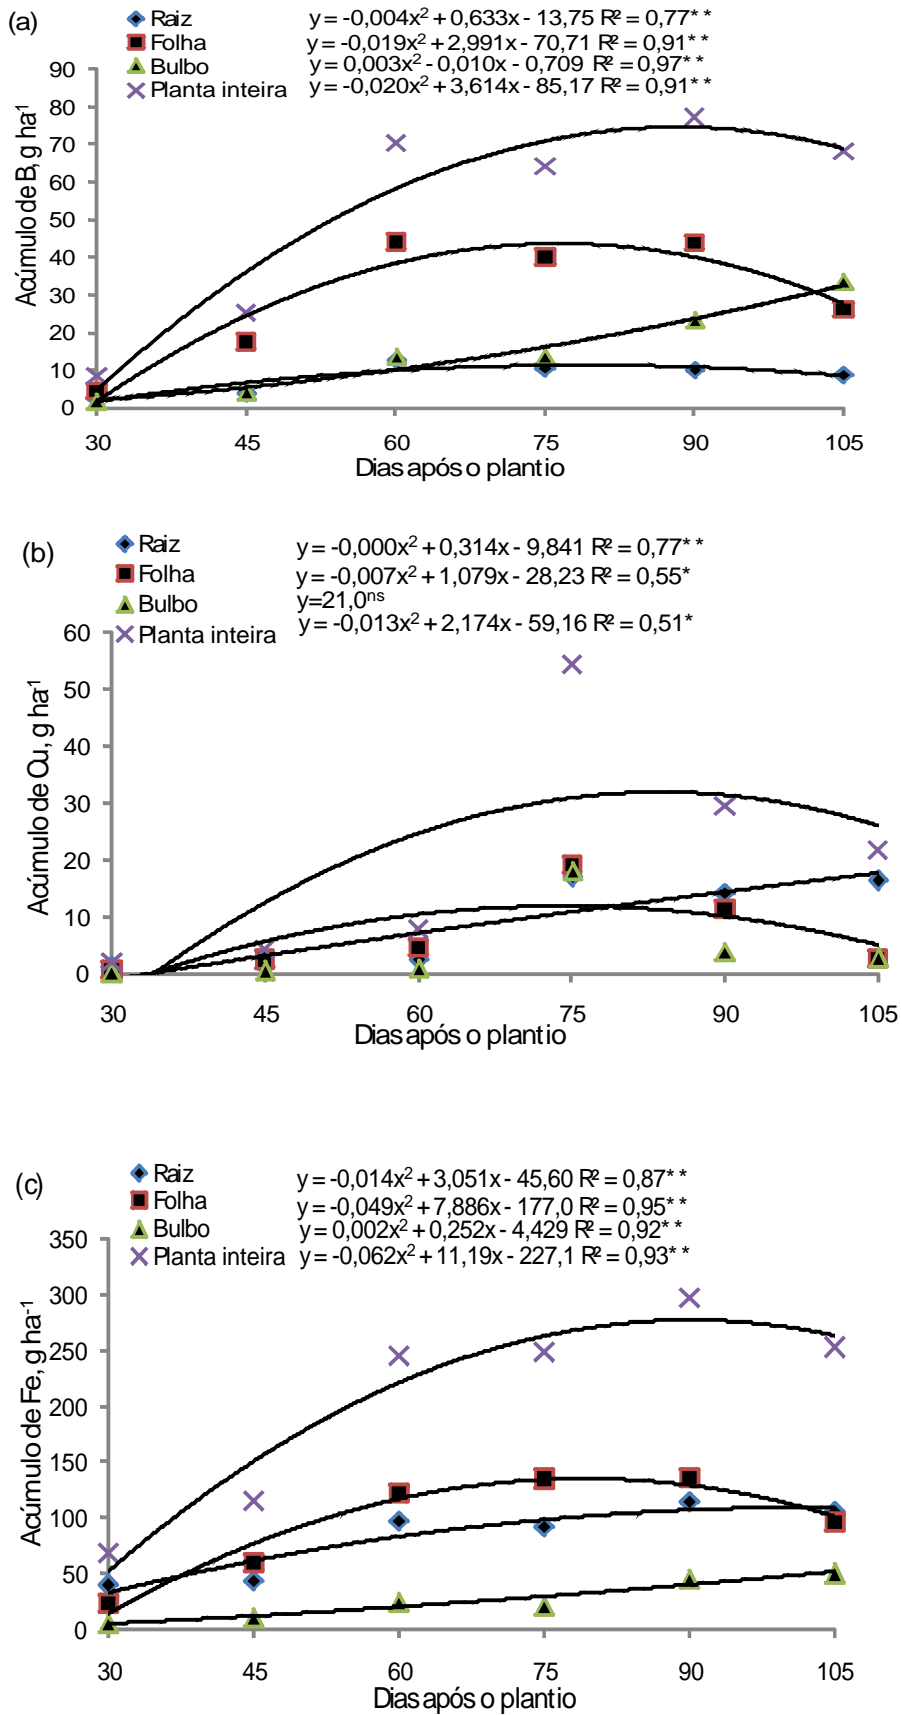 (a)
Raiz
Folha
Bulbo
Planta inteira
y = -0,004x² + 0,633x - 13,75 R² = 0,77**
y = -0,019x² + 2,991x - 70,71 R² = 0,91**
y = 0,003x² - 0,010x - 0,709 R² = 0,97**
y = -0,020x² + 3,614x - 85,17 R² = 0,91**
Acúmulo de B, g ha⁻¹
90
80
70
60
50
40
30
20
10
0
30 45 60 75 90 105
Dias após o plantio
(b)
Raiz
Folha
Bulbo
Planta inteira
y = -0,000x² + 0,314x - 9,841 R² = 0,77**
y = -0,007x² + 1,079x - 28,23 R² = 0,55*
y=21,0ⁿˢ
y = -0,013x² + 2,174x - 59,16 R² = 0,51*
Acúmulo de Cu, g ha⁻¹
60
50
40
30
20
10
0
30 45 60 75 90 105
Dias após o plantio
(c)
Raiz
Folha
Bulbo
Planta inteira
y = -0,014x² + 3,051x - 45,60 R² = 0,87**
y = -0,049x² + 7,886x - 177,0 R² = 0,95**
y = 0,002x² + 0,252x - 4,429 R² = 0,92**
y = -0,062x² + 11,19x - 227,1 R² = 0,93**
Acúmulo de Fe, g ha⁻¹
350
300
250
200
150
100
50
0
30 45 60 75 90 105
Dias após o plantio